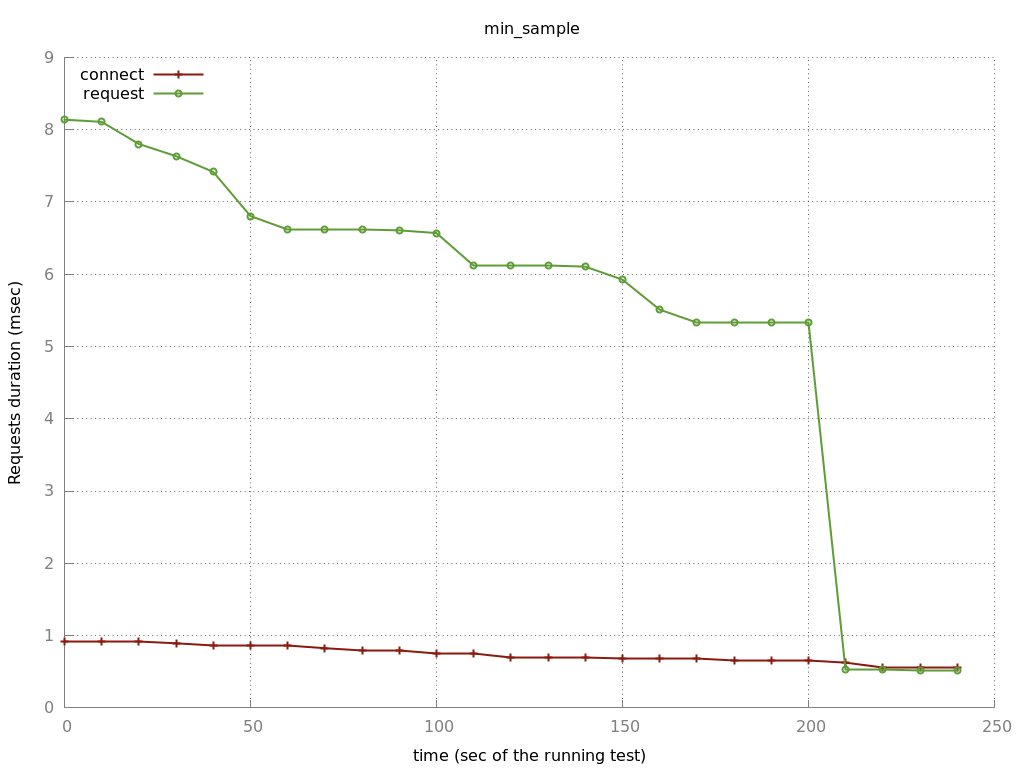 min_sample
connect
request
9
8
7
6
5
4
3
2
1
0
Requests duration (msec)
0 50 100 150 200 250
time (sec of the running test)